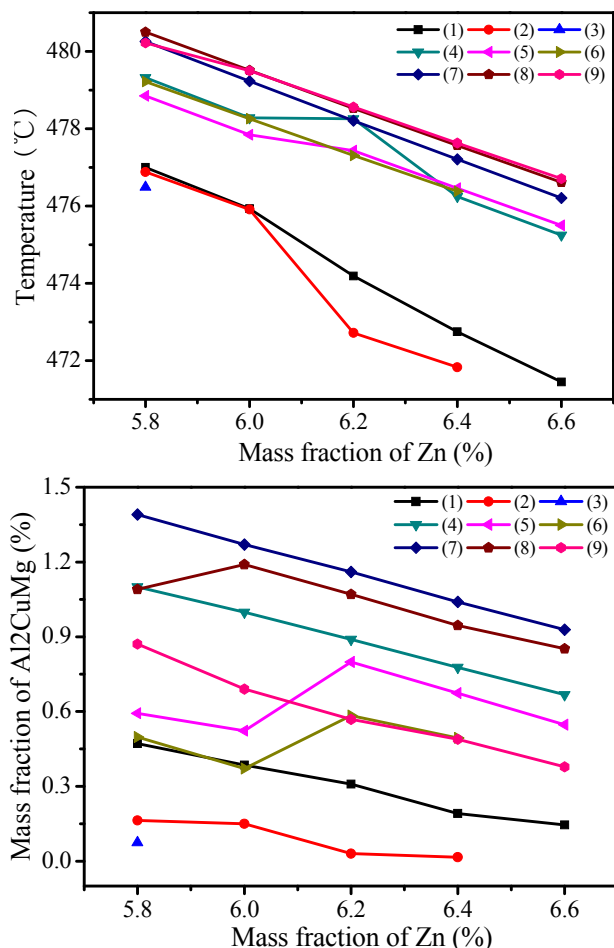 (1) (2) (3)
(4) (5) (6)
(7) (8) (9)
480
478
476
474
472
Temperature (℃)
5.8 6.0 6.2 6.4 6.6
Mass fraction of Zn (%)
1.5
(1) (2) (3)
(4) (5) (6)
(7) (8) (9)
1.2
0.9
0.6
0.3
0.0
Mass fraction of Al2CuMg (%)
5.8 6.0 6.2 6.4 6.6
Mass fraction of Zn (%)